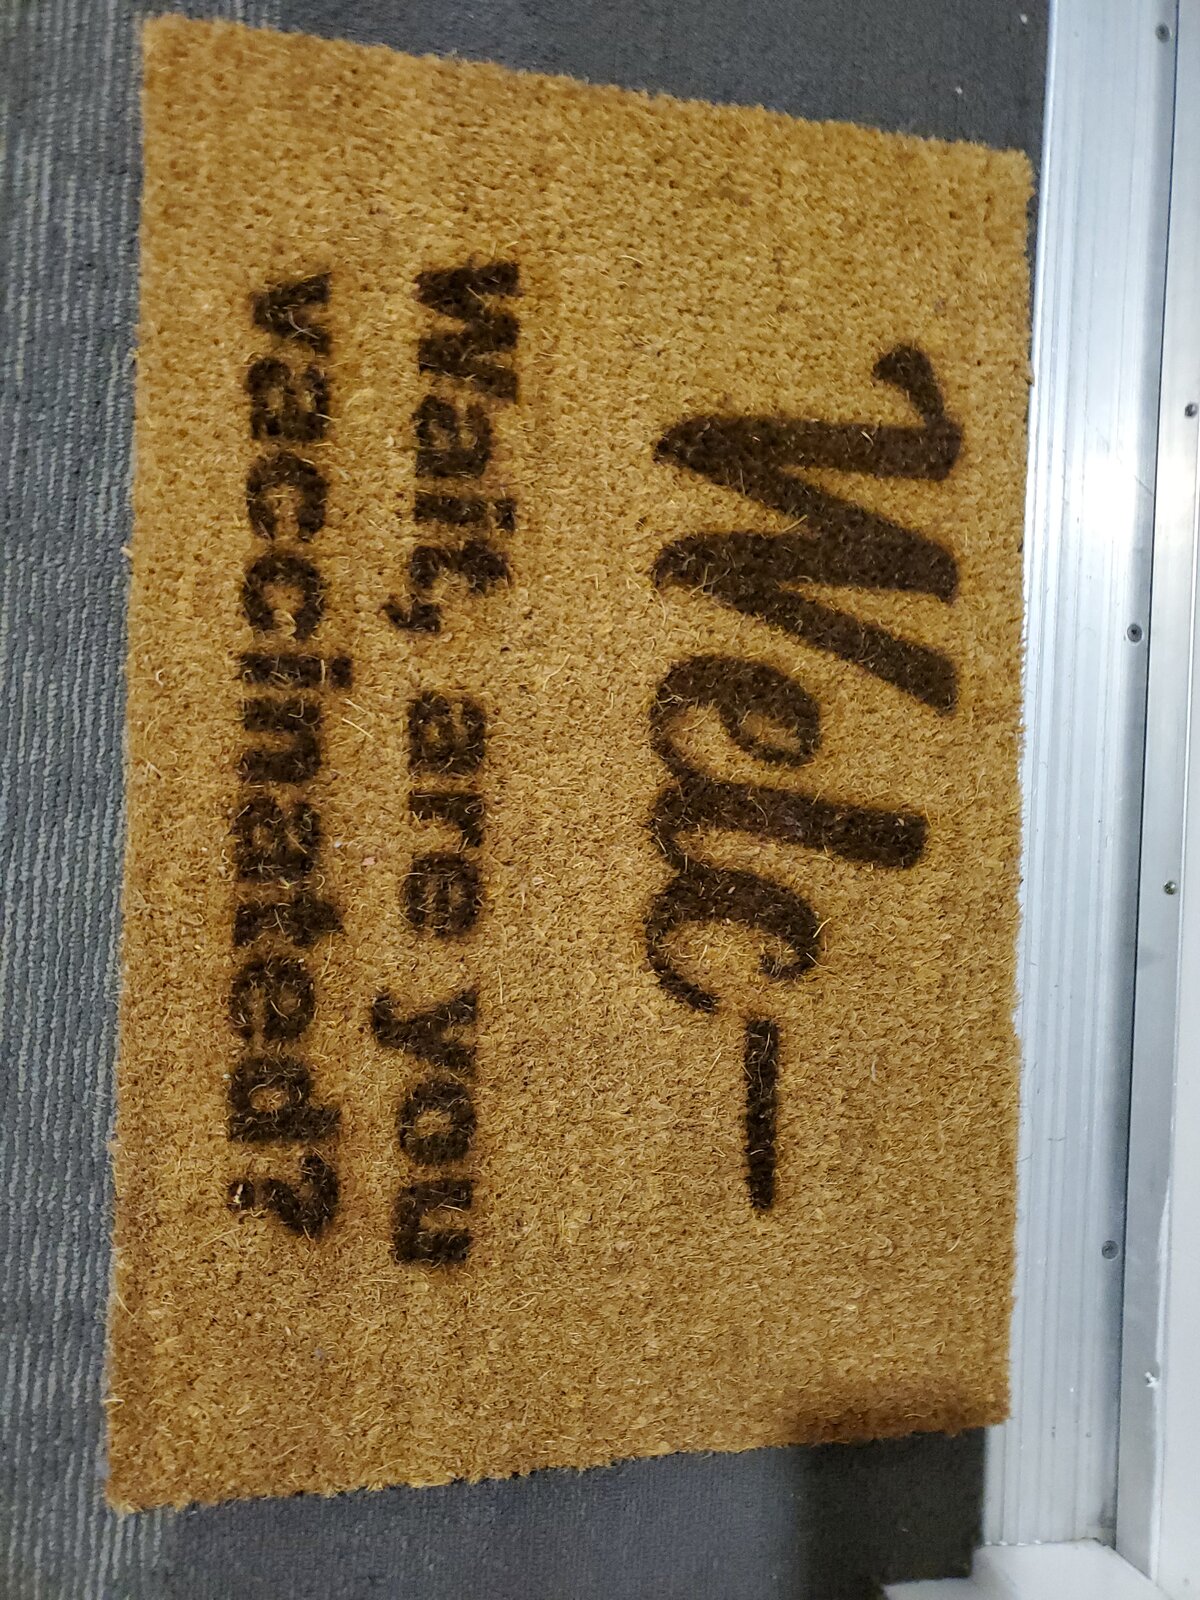 Welc-
Wait, are you
vaccinated?